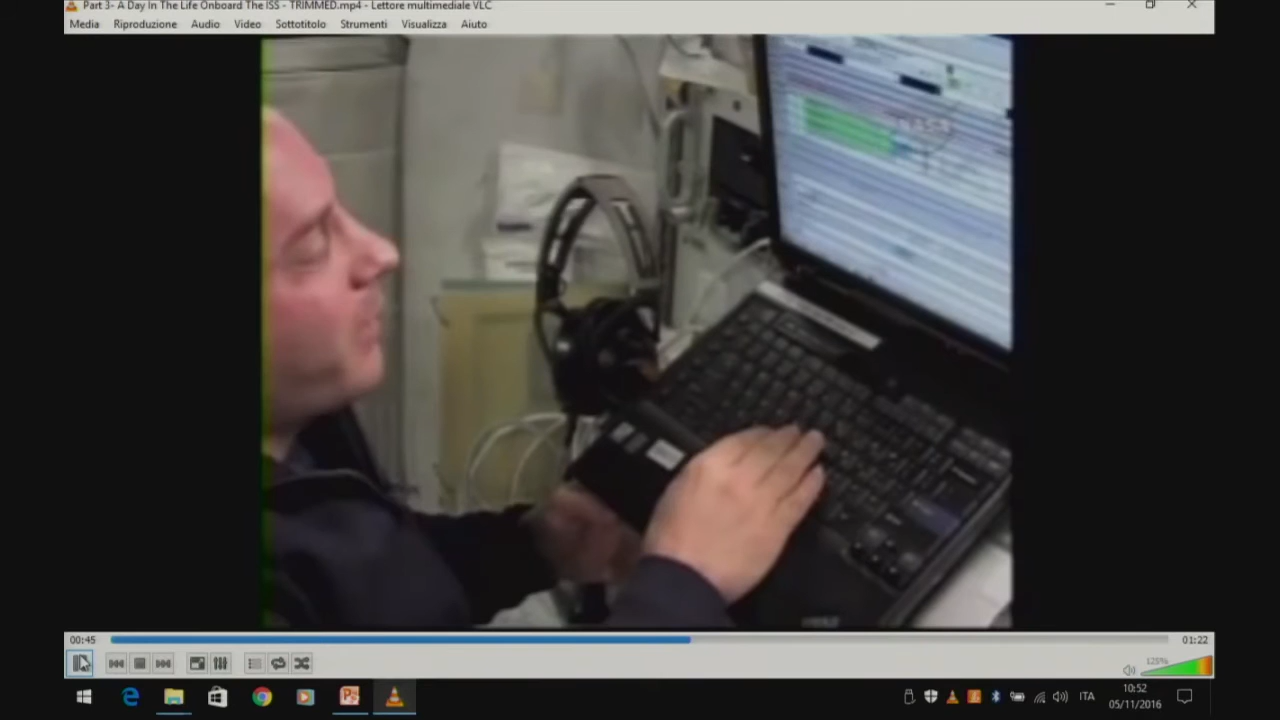 Part 3- A Day In The Life Onboard The ISS - TRIMMED.mp4 - Lettore multimediale VLC
Media Riproduzione Audio Video Sottotitolo Strumenti Visualizza Aiuto
00:45
01:22
125%
ITA
10:52
05/11/2016